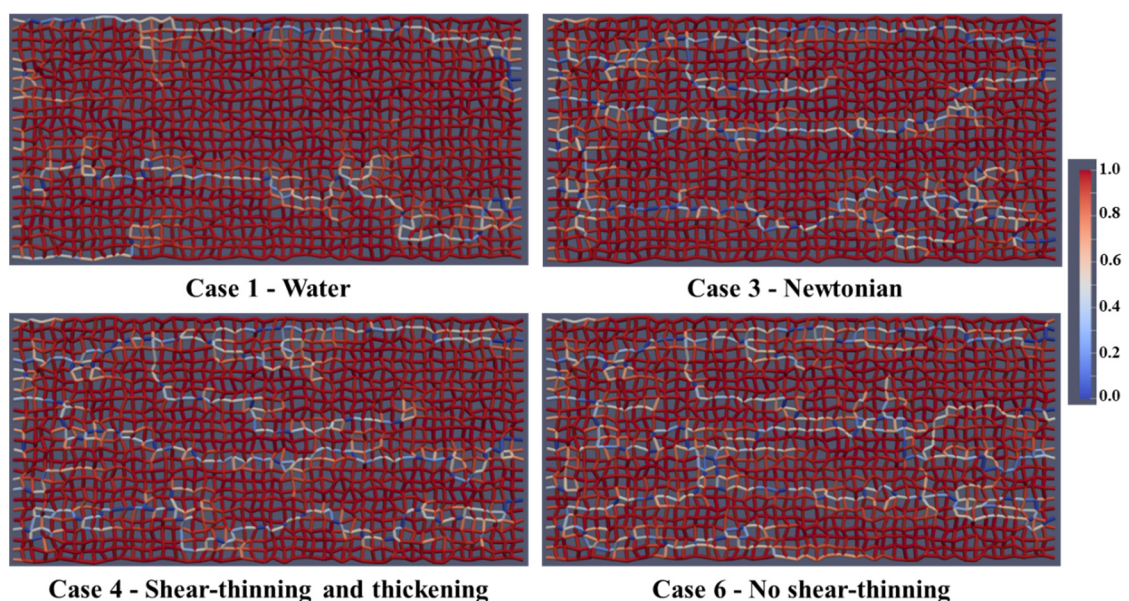 Case 1 - Water
Case 3 - Newtonian
1.0
0.8
0.6
0.4
0.2
0.0
Case 4 - Shear-thinning and thickening
Case 6 - No shear-thinning